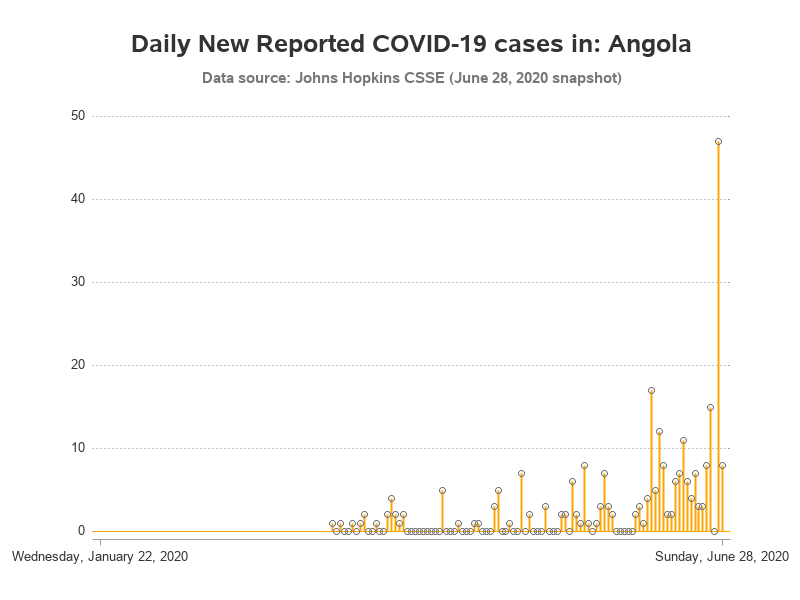 Daily New Reported COVID-19 cases in: Angola
Data source: Johns Hopkins CSSE (June 28, 2020 snapshot)
50
40
30
20
10
0
Wednesday, January 22, 2020
Sunday, June 28, 2020